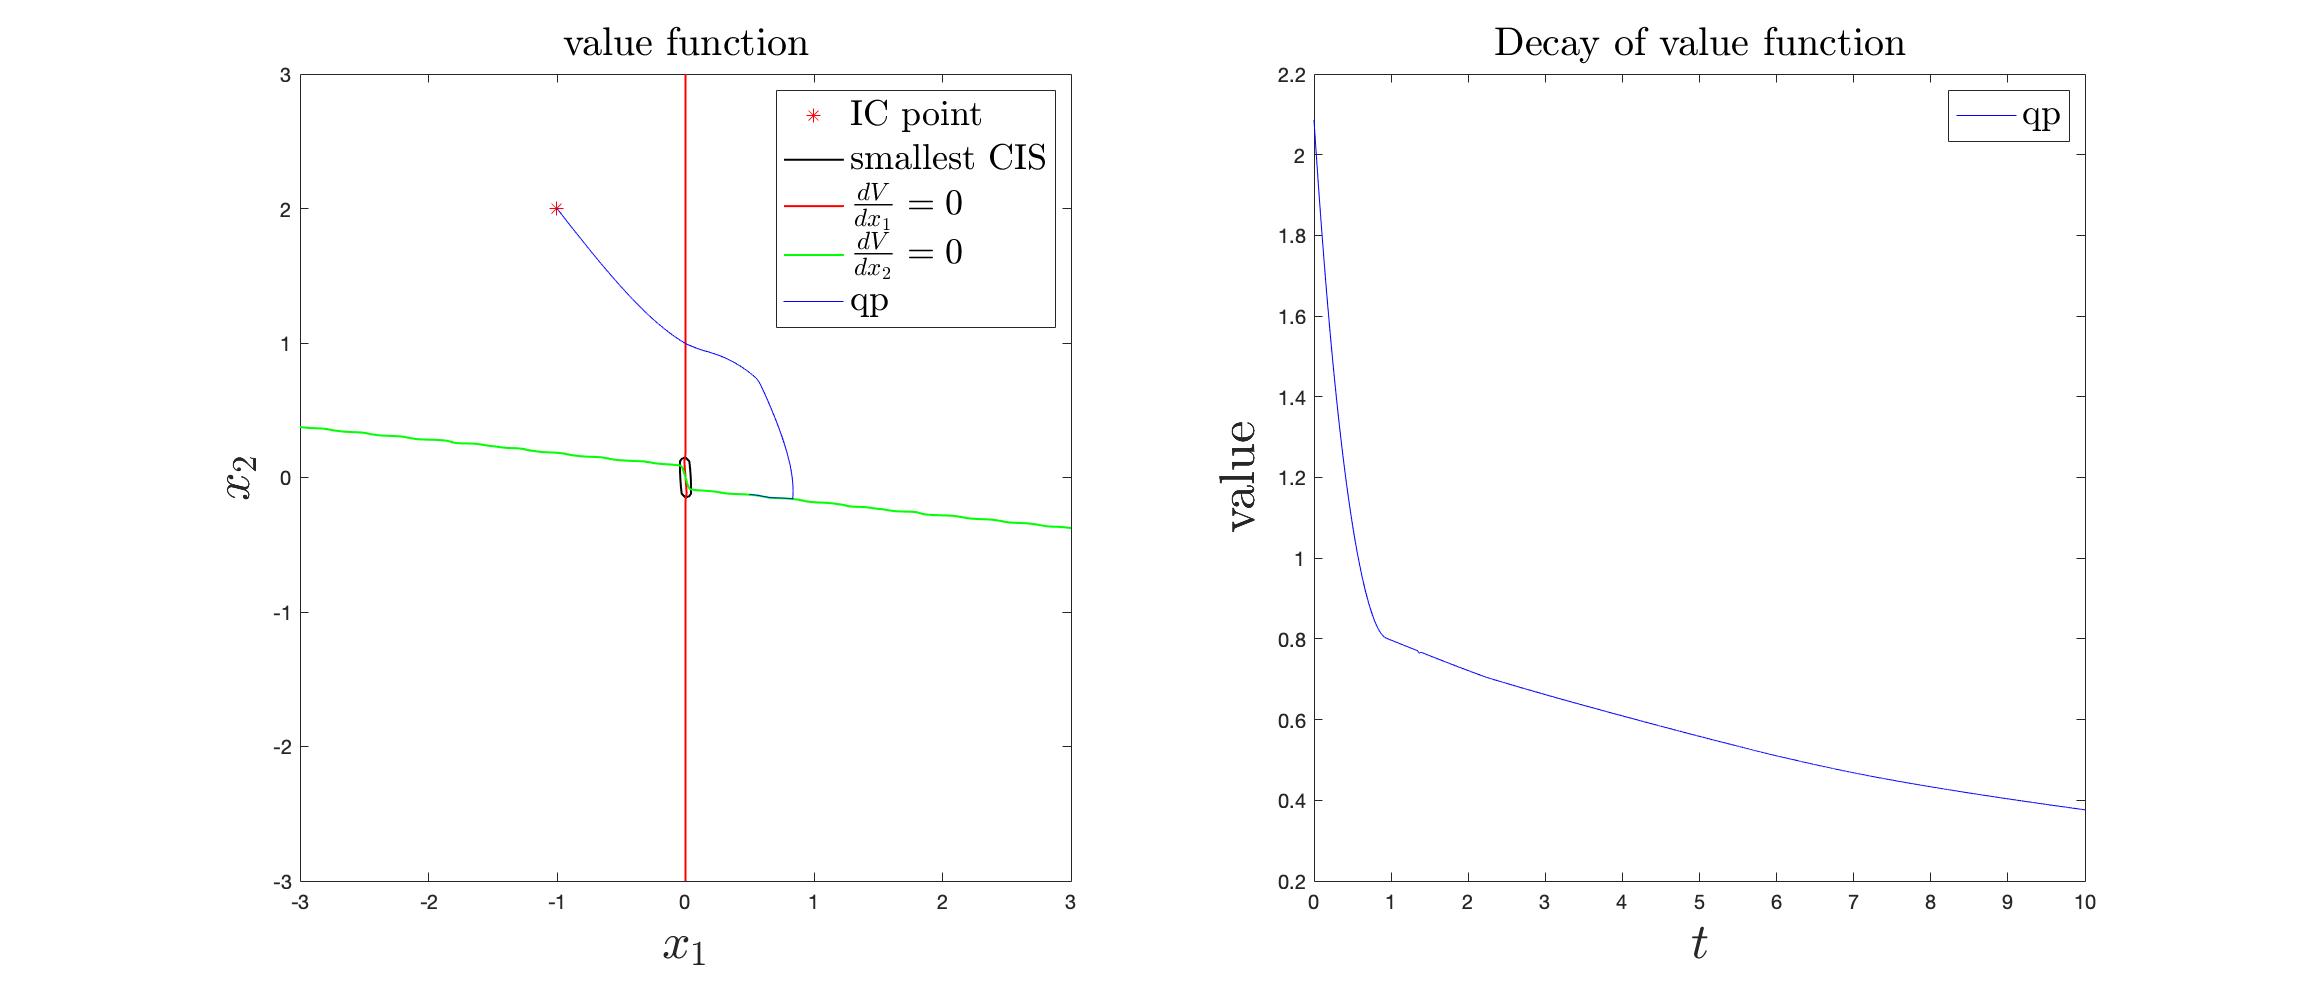 value function
3
2
1
0
-1
-2
-3
-3 -2 -1 0 1 2 3
x₂
x₁
IC point
smallest CIS
dV/dx₁ = 0
dV/dx₂ = 0
qp
Decay of value function
2.2
2
1.8
1.6
1.4
1.2
1
0.8
0.6
0.4
0.2
0 1 2 3 4 5 6 7 8 9 10
value
t
qp